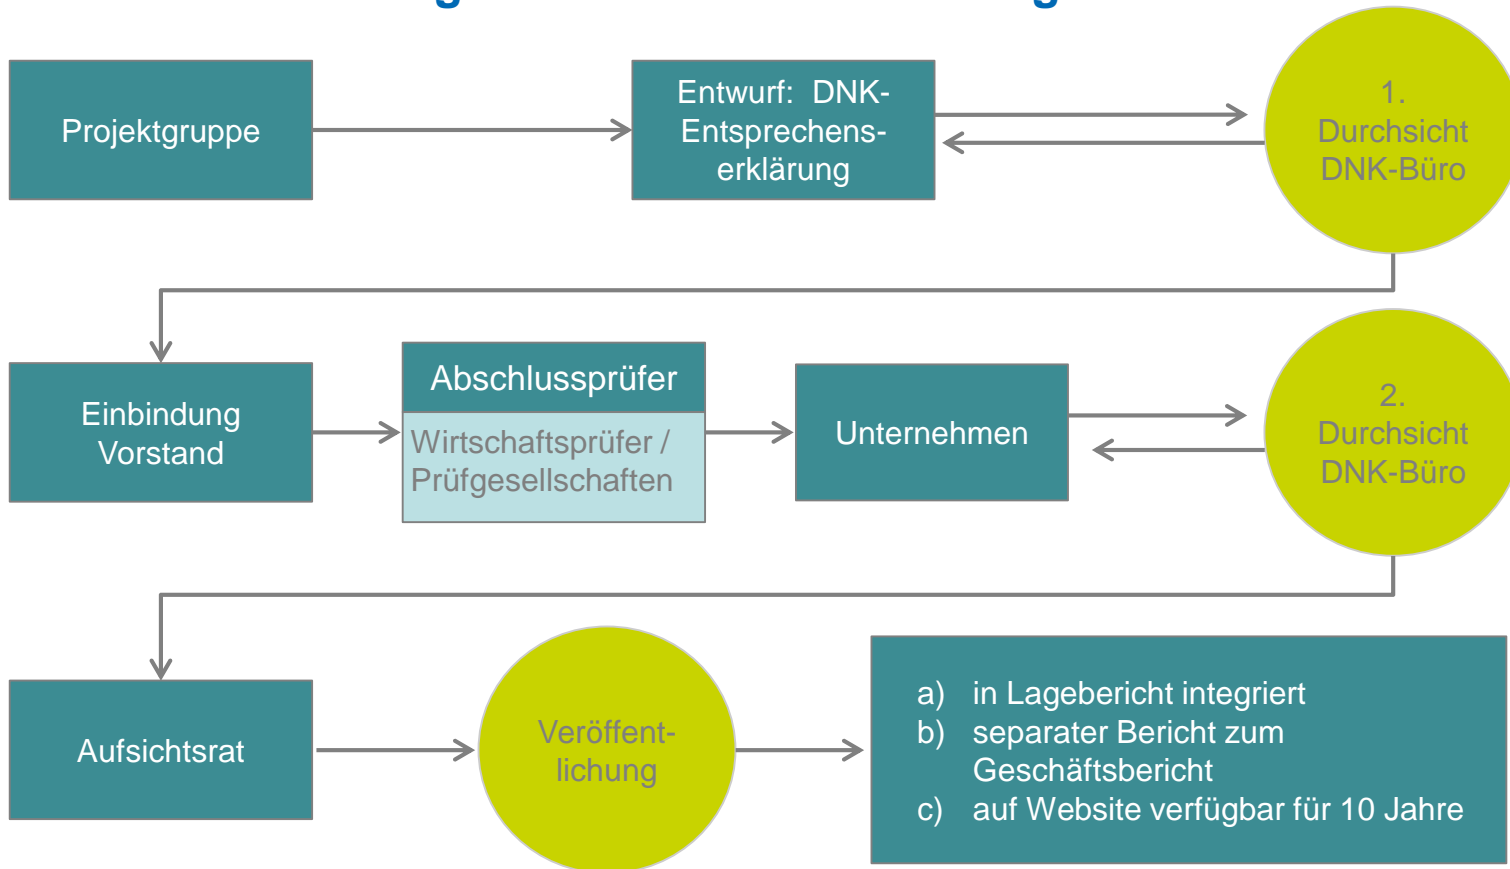 Projektgruppe
Entwurf: DNK-
Entsprechens-
erklärung
1.
Durchsicht
DNK-Büro
Einbindung
Vorstand
Abschlussprüfer
Wirtschaftsprüfer /
Prüfgesellschaften
Unternehmen
2.
Durchsicht
DNK-Büro
Aufsichtsrat
Veröffent-
lichung
a) in Lagebericht integriert
b) separater Bericht zum
Geschäftsbericht
c) auf Website verfügbar für 10 Jahre